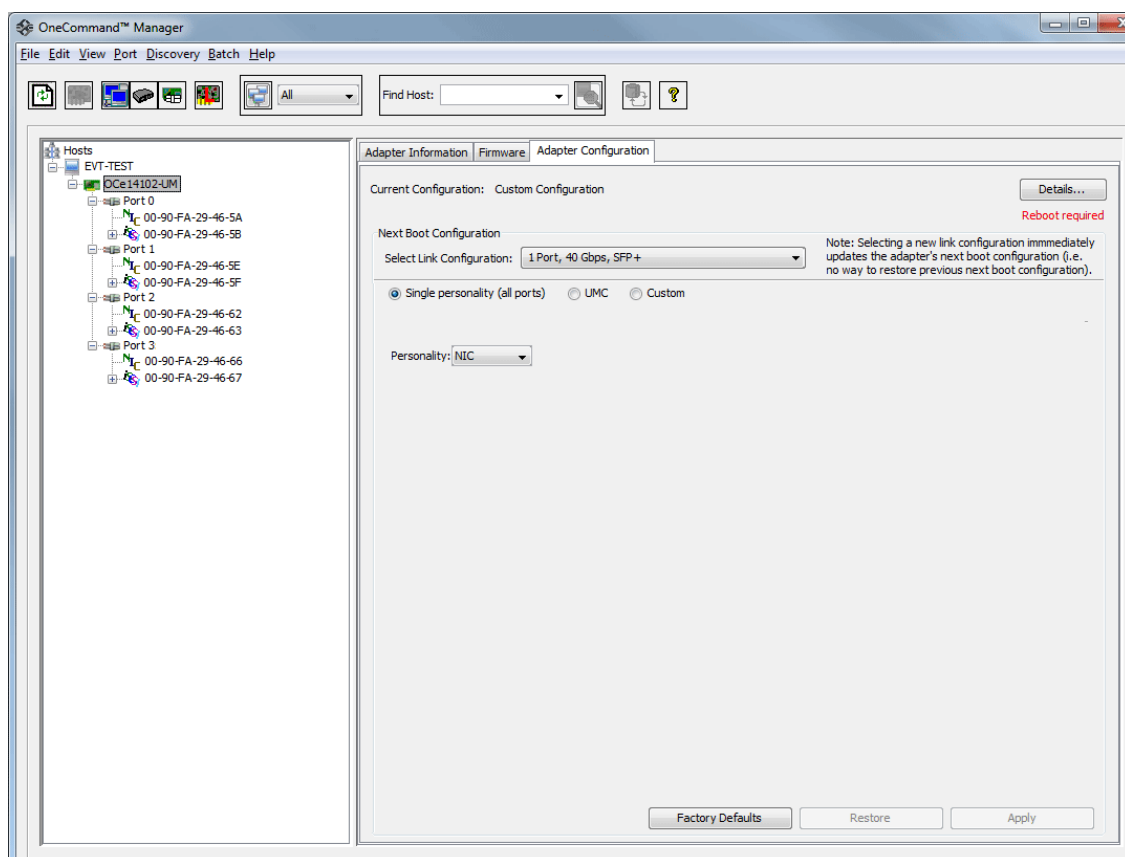 OneCommand™ Manager
File Edit View Port Discovery Batch Help
All
Find Host:
Hosts
EVT-TEST
OCe14102-UM
Port 0
NIC 00-90-FA-29-46-5A
00-90-FA-29-46-5B
Port 1
NIC 00-90-FA-29-46-5E
00-90-FA-29-46-5F
Port 2
NIC 00-90-FA-29-46-62
00-90-FA-29-46-63
Port 3
NIC 00-90-FA-29-46-66
00-90-FA-29-46-67
Adapter Information Firmware Adapter Configuration
Current Configuration: Custom Configuration
Details...
Reboot required
Next Boot Configuration
Select Link Configuration: 1 Port, 40 Gbps, SFP+
Note: Selecting a new link configuration immmediately
updates the adapter's next boot configuration (i.e.
no way to restore previous next boot configuration).
Single personality (all ports) UMC Custom
Personality: NIC
Factory Defaults Restore Apply